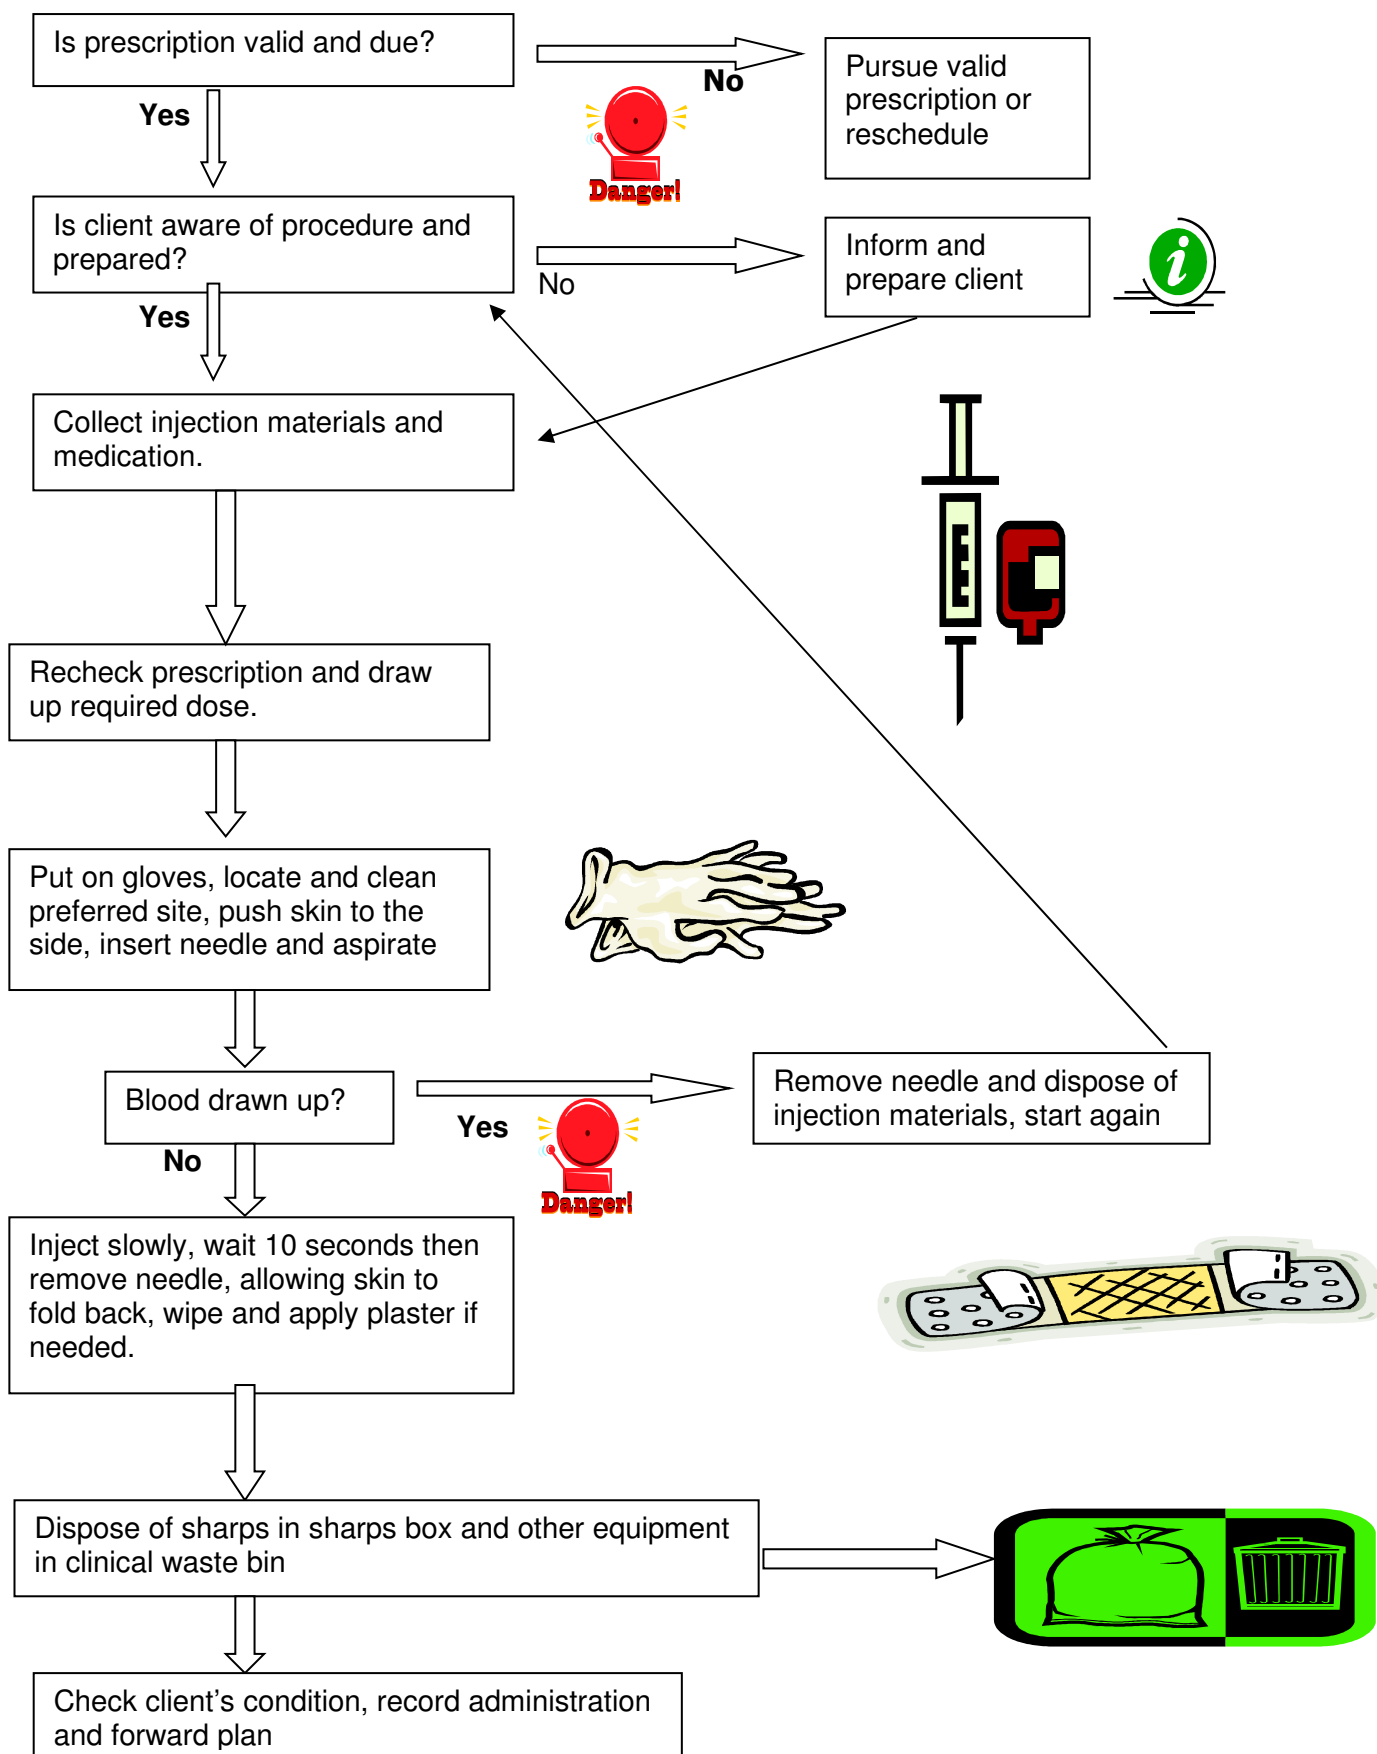 Is prescription valid and due?
No
Pursue valid
prescription or
reschedule
Yes
Danger!
Is client aware of procedure and
prepared?
No
Inform and
prepare client
i
Yes
Collect injection materials and
medication.
Recheck prescription and draw
up required dose.
Put on gloves, locate and clean
preferred site, push skin to the
side, insert needle and aspirate
Blood drawn up?
Yes
Danger!
Remove needle and dispose of
injection materials, start again
No
Inject slowly, wait 10 seconds then
remove needle, allowing skin to
fold back, wipe and apply plaster if
needed.
Dispose of sharps in sharps box and other equipment
in clinical waste bin
Check client's condition, record administration
and forward plan